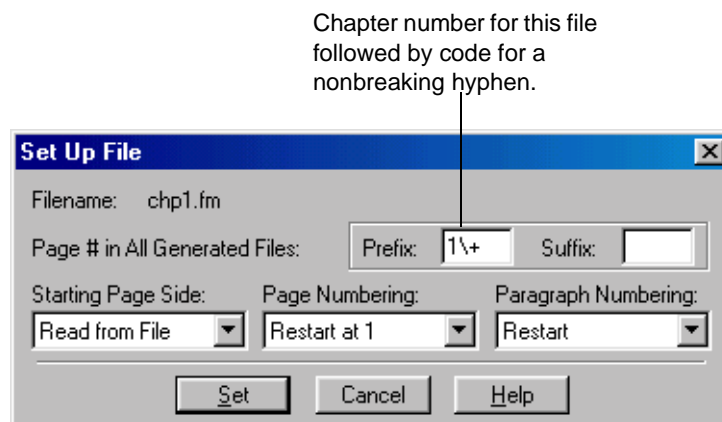 Chapter number for this file
followed by code for a
nonbreaking hyphen.
Set Up File
Filename: chp1.fm
Page # in All Generated Files: Prefix: 1\+ Suffix:
Starting Page Side: Page Numbering: Paragraph Numbering:
Read from File Restart at 1 Restart
Set Cancel Help